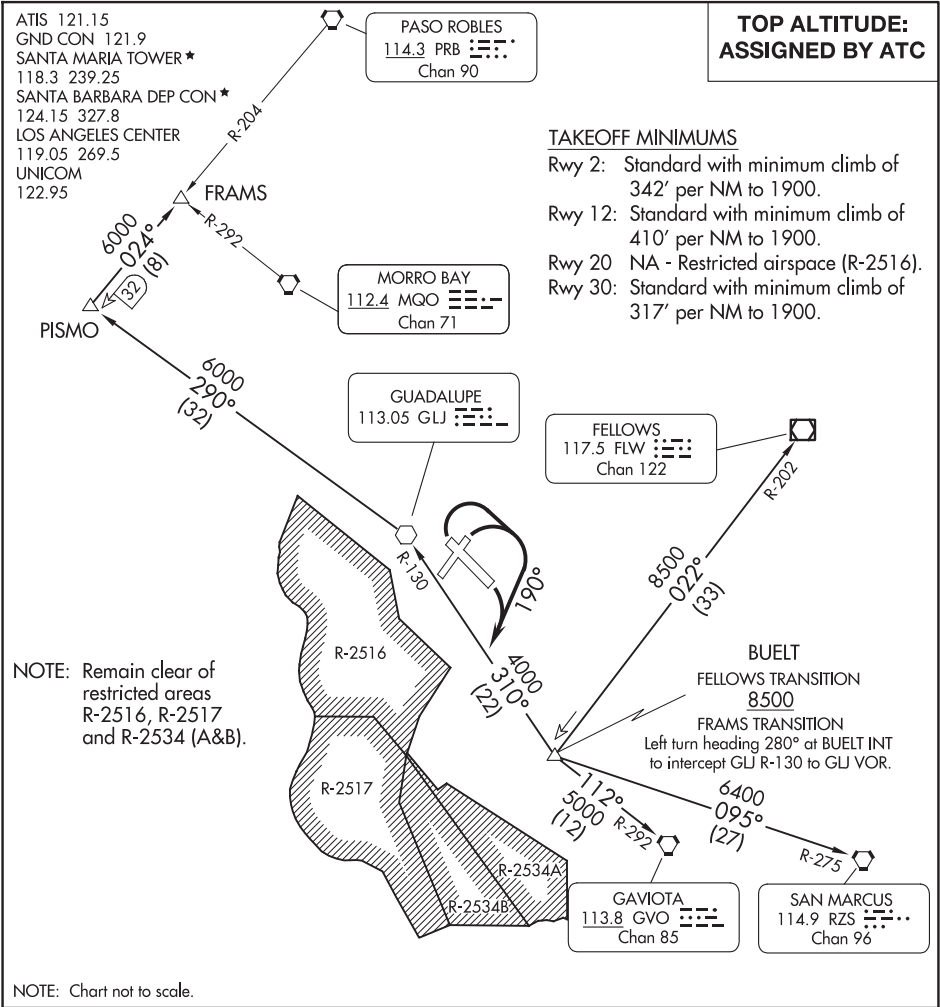 ATIS 121.15
GND CON 121.9
SANTA MARIA TOWER ★
118.3 239.25
SANTA BARBARA DEP CON ★
124.15 327.8
LOS ANGELES CENTER
119.05 269.5
UNICOM
122.95
PASO ROBLES
114.3 PRB
Chan 90
TOP ALTITUDE:
ASSIGNED BY ATC
TAKEOFF MINIMUMS
Rwy 2: Standard with minimum climb of
342' per NM to 1900.
Rwy 12: Standard with minimum climb of
410' per NM to 1900.
Rwy 20 NA - Restricted airspace (R-2516).
Rwy 30: Standard with minimum climb of
317' per NM to 1900.
R-204
FRAMS
R-292
6000
024°
(8)
32
PISMO
MORRO BAY
112.4 MQO
Chan 71
6000
290°
(32)
GUADALUPE
113.05 GLJ
FELLOWS
117.5 FLW
Chan 122
R-202
8500
022°
(33)
R-130
190°
4000
310°
(22)
R-2516
NOTE: Remain clear of
restricted areas
R-2516, R-2517
and R-2534 (A&B).
BUELT
FELLOWS TRANSITION
8500
FRAMS TRANSITION
Left turn heading 280° at BUELT INT
to intercept GLJ R-130 to GLJ VOR.
R-2517
112°
5000
(12)
R-292
6400
095°
(27)
R-275
R-2534A
R-2534B
GAVIOTA
113.8 GVO
Chan 85
SAN MARCUS
114.9 RZS
Chan 96
NOTE: Chart not to scale.